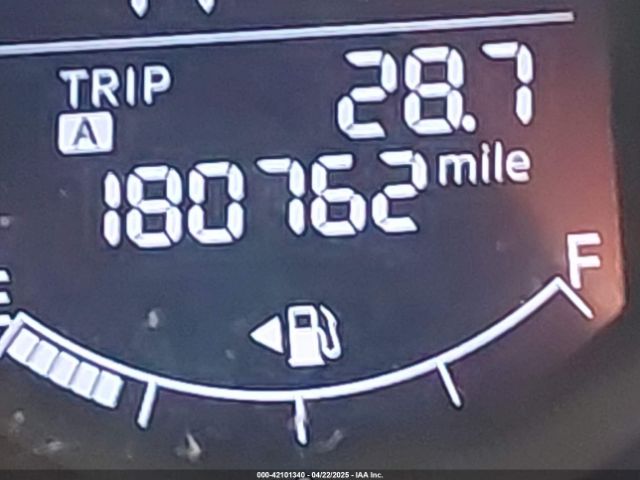 TRIP 28.7
A
180762 mile
E F
000-42101340 - 04/22/2025 - IAA Inc.